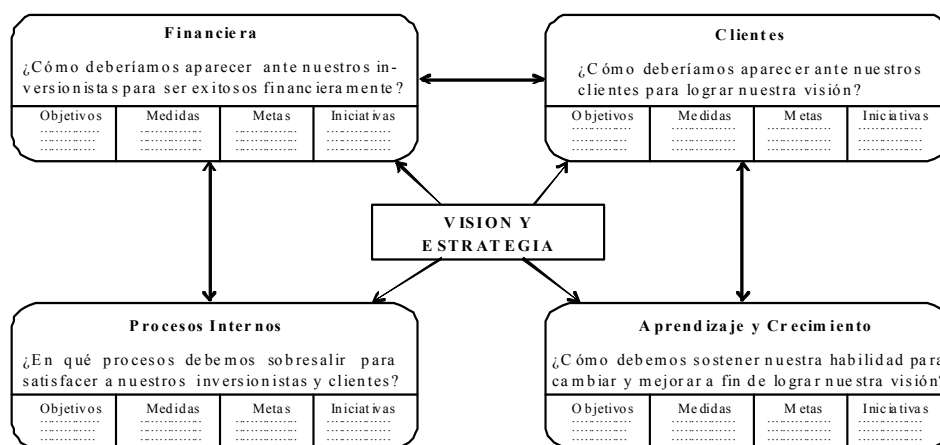 Financiera
¿Cómo deberíamos aparecer ante nuestros in-
versionistas para ser exitosos financieramente?
Objetivos Medidas Metas Iniciativas
Clientes
¿Cómo deberíamos aparecer ante nuestros
clientes para lograr nuestra visión?
Objetivos Medidas Metas Iniciativas
VISION Y
ESTRATEGIA
Procesos Internos
¿En qué procesos debemos sobresalir para
satisfacer a nuestros inversionistas y clientes?
Objetivos Medidas Metas Iniciativas
Aprendizaje y Crecimiento
¿Cómo debemos sostener nuestra habilidad para
cambiar y mejorar a fin de lograr nuestra visión?
Objetivos Medidas Metas Iniciativas